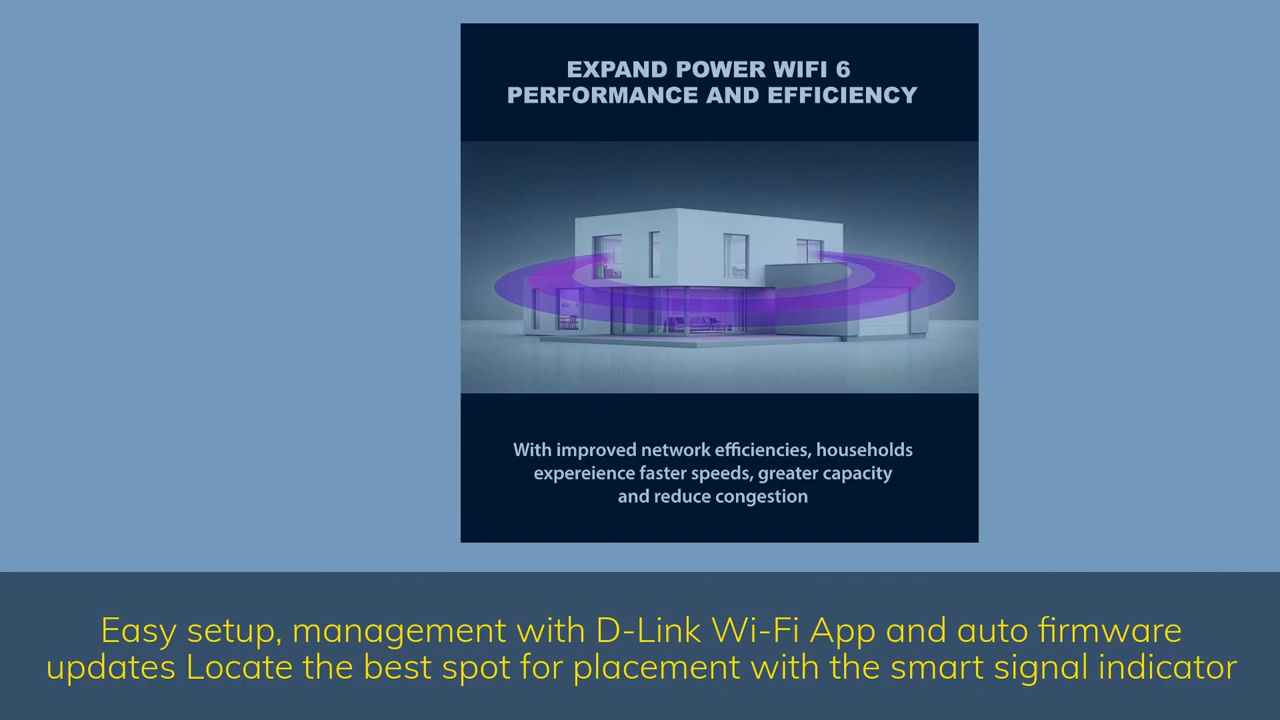 EXPAND POWER WIFI 6
PERFORMANCE AND EFFICIENCY
With improved network efficiencies, households
expereience faster speeds, greater capacity
and reduce congestion
Easy setup, management with D-Link Wi-Fi App and auto firmware
updates Locate the best spot for placement with the smart signal indicator